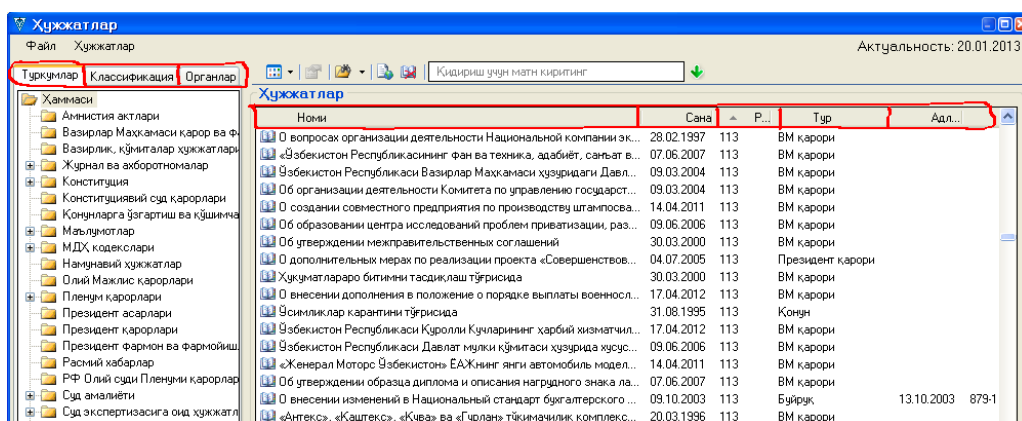 Ҳужжатлар
Файл Ҳужжатлар
Актуальность: 20.01.2013
Туркумлар Классификация Органлар
Қидириш учун матн киритинг
Ҳаммаси
Амнистия актлари
Вазирлар Маҳкамаси қарор ва ф
Вазирлик, қўмиталар ҳужжатлари
Журнал ва ахборотномалар
Конституция
Конституциявий суд қарорлари
Конунларга ўзгартиш ва қўшимча
Маълумотлар
МДҲ кодекслари
Намунавий ҳужжатлар
Олий Мажлис қарорлари
Пленум қарорлари
Президент асарлари
Президент қарорлари
Президент фармон ва фармойиш
Расмий хабарлар
РФ Олий суди Пленуми қарорлар
Суд амалиёти
Суд экспертизасига оид ҳужжатл
Ҳужжатлар
Номи Сана Р... Тур Адл...
О вопросах организации деятельности Национальной компании эк... 28.02.1997 113 ВМ қарори
«Ўзбекистон Республикасининг фан ва техника, адабиёт, санъат в... 07.06.2007 113 ВМ қарори
Ўзбекистон Республикаси Вазирлар Маҳкамаси ҳузуридаги Давл... 09.03.2004 113 ВМ қарори
Об организации деятельности Комитета по управлению государст... 09.03.2004 113 ВМ қарори
О создании совместного предприятия по производству штампосва... 14.04.2011 113 ВМ қарори
Об образовании центра исследований проблем приватизации, раз... 09.06.2006 113 ВМ қарори
Об утверждении межправительственных соглашений 30.03.2000 113 ВМ қарори
О дополнительных мерах по реализации проекта «Совершенствов... 04.07.2005 113 Президент қарори
Ҳукуматлараро битимни тасдиқлаш тўғрисида 30.03.2000 113 ВМ қарори
О внесении дополнения в положение о порядке выплаты военносл... 17.04.2012 113 ВМ қарори
Ўсимликлар карантини тўғрисида 31.08.1995 113 Қонун
Ўзбекистон Республикаси Қуролли Кучларининг ҳарбий хизматчил... 17.04.2012 113 ВМ қарори
Ўзбекистон Республикаси Давлат мулки қўмитаси ҳузурида хусус... 09.06.2006 113 ВМ қарори
«Женерал Моторс Ўзбекистон» ЁАЖнинг янги автомобиль модел... 14.04.2011 113 ВМ қарори
Об утверждении образца диплома и описания нагрудного знака ла... 07.06.2007 113 ВМ қарори
О внесении изменений в Национальный стандарт бухгалтерского ... 09.10.2003 113 Буйруқ 13.10.2003 879-1
«Антекс», «Каштекс», «Кува» ва «Гурлан» тўқимачилик комплекс... 20.03.1996 113 ВМ қарори